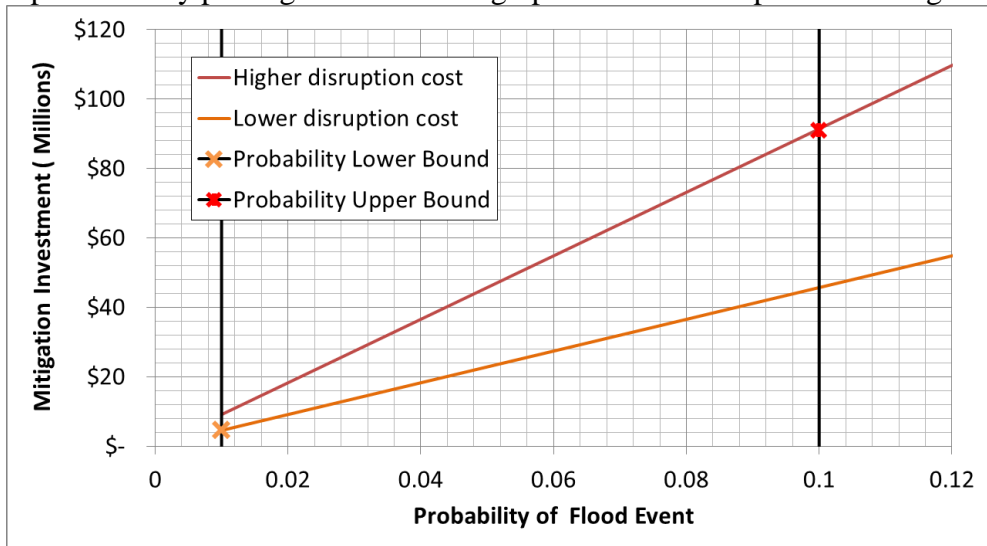 $120
$100
$80
$60
$40
$20
$-
Mitigation Investment ( Millions)
Higher disruption cost
Lower disruption cost
Probability Lower Bound
Probability Upper Bound
0 0.02 0.04 0.06 0.08 0.1 0.12
Probability of Flood Event